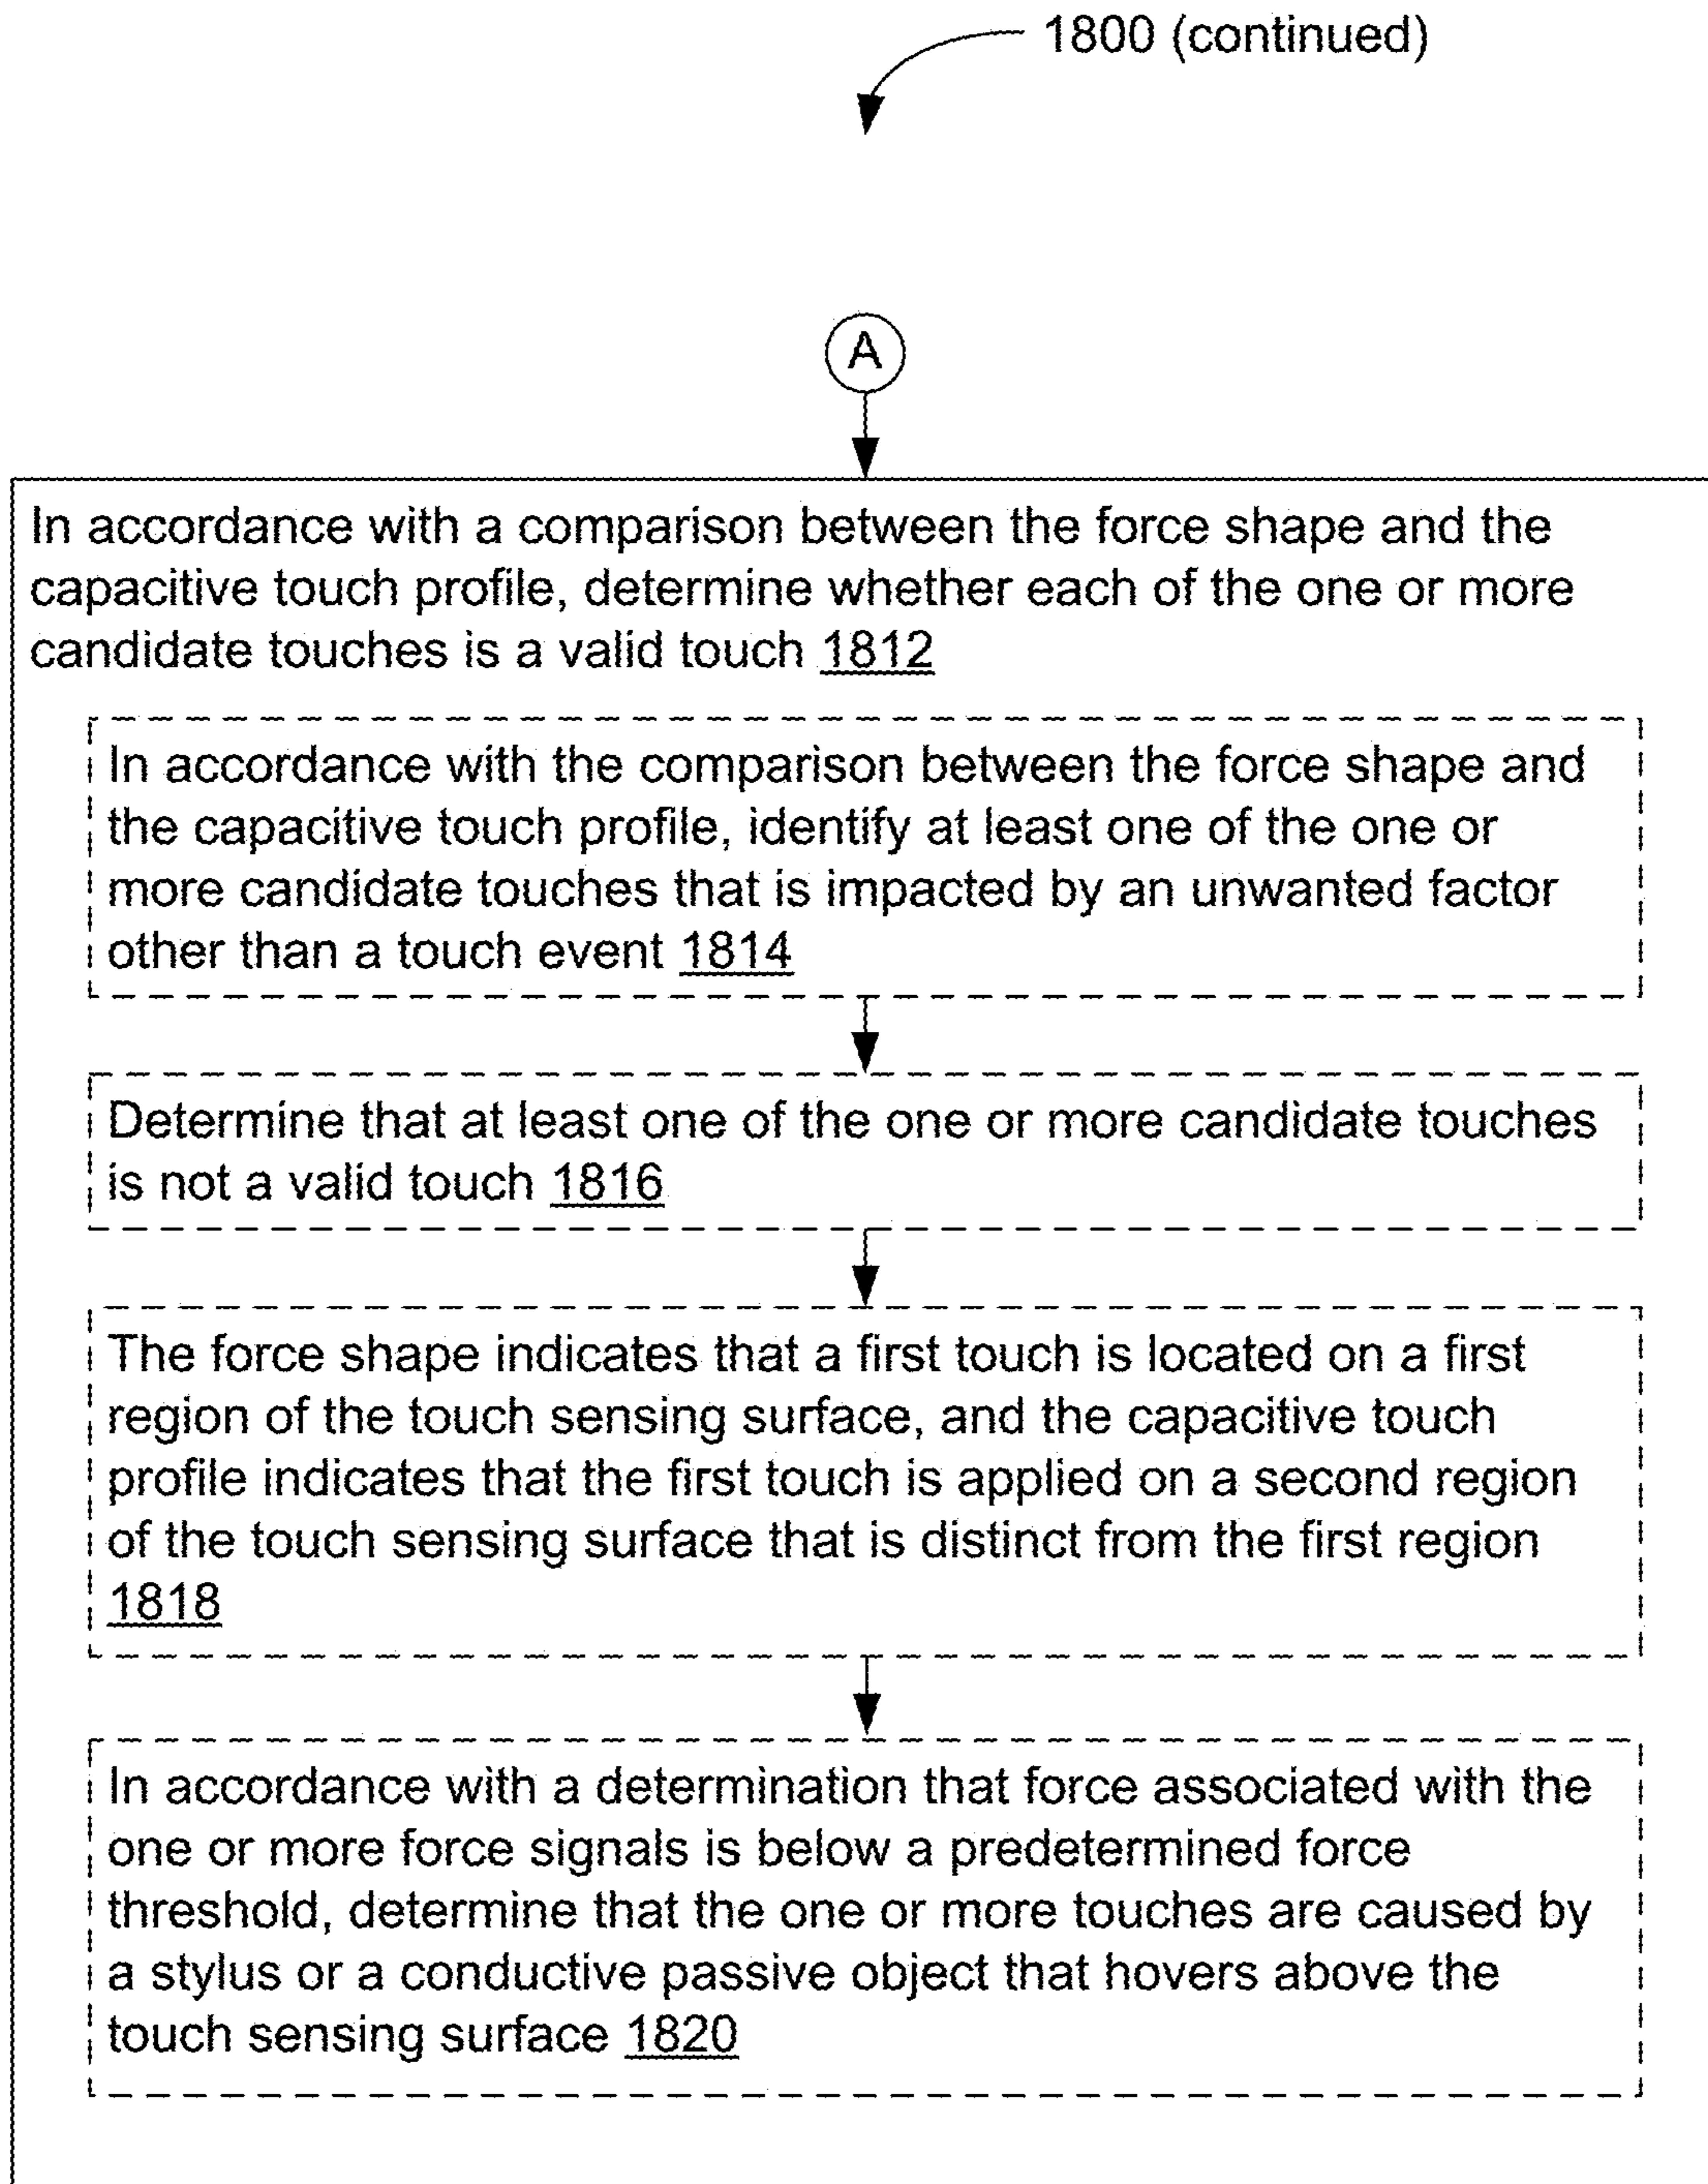 1800 (continued)
A
In accordance with a comparison between the force shape and the
capacitive touch profile, determine whether each of the one or more
candidate touches is a valid touch 1812
In accordance with the comparison between the force shape and
the capacitive touch profile, identify at least one of the one or
more candidate touches that is impacted by an unwanted factor
other than a touch event 1814
Determine that at least one of the one or more candidate touches
is not a valid touch 1816
The force shape indicates that a first touch is located on a first
region of the touch sensing surface, and the capacitive touch
profile indicates that the first touch is applied on a second region
of the touch sensing surface that is distinct from the first region
1818
In accordance with a determination that force associated with the
one or more force signals is below a predetermined force
threshold, determine that the one or more touches are caused by
a stylus or a conductive passive object that hovers above the
touch sensing surface 1820